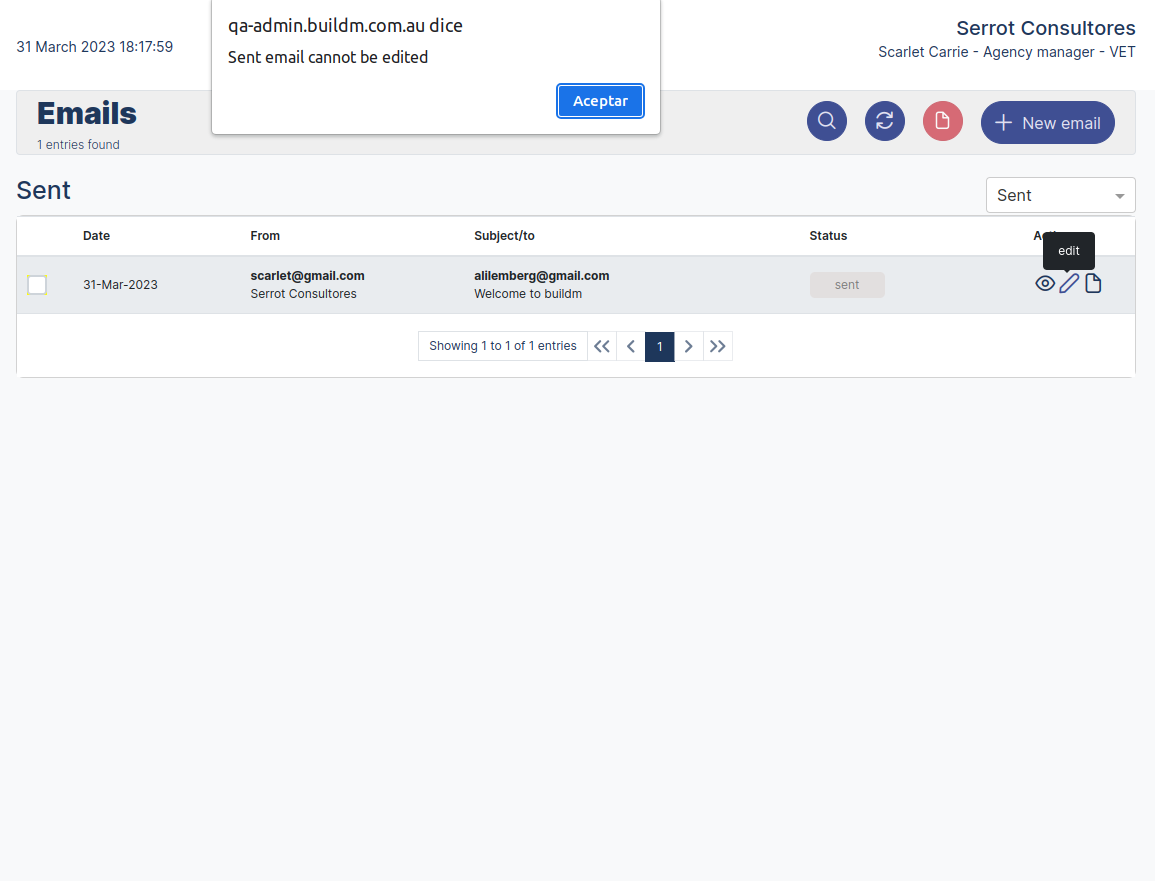 qa-admin.buildm.com.au dice
Sent email cannot be edited
Aceptar
31 March 2023 18:17:59
Serrot Consultores
Scarlet Carrie - Agency manager - VET
Emails
1 entries found
New email
Sent
Sent
Date From Subject/to Status
edit
31-Mar-2023
scarlet@gmail.com
Serrot Consultores
alilemberg@gmail.com
Welcome to buildm
sent
Showing 1 to 1 of 1 entries
1